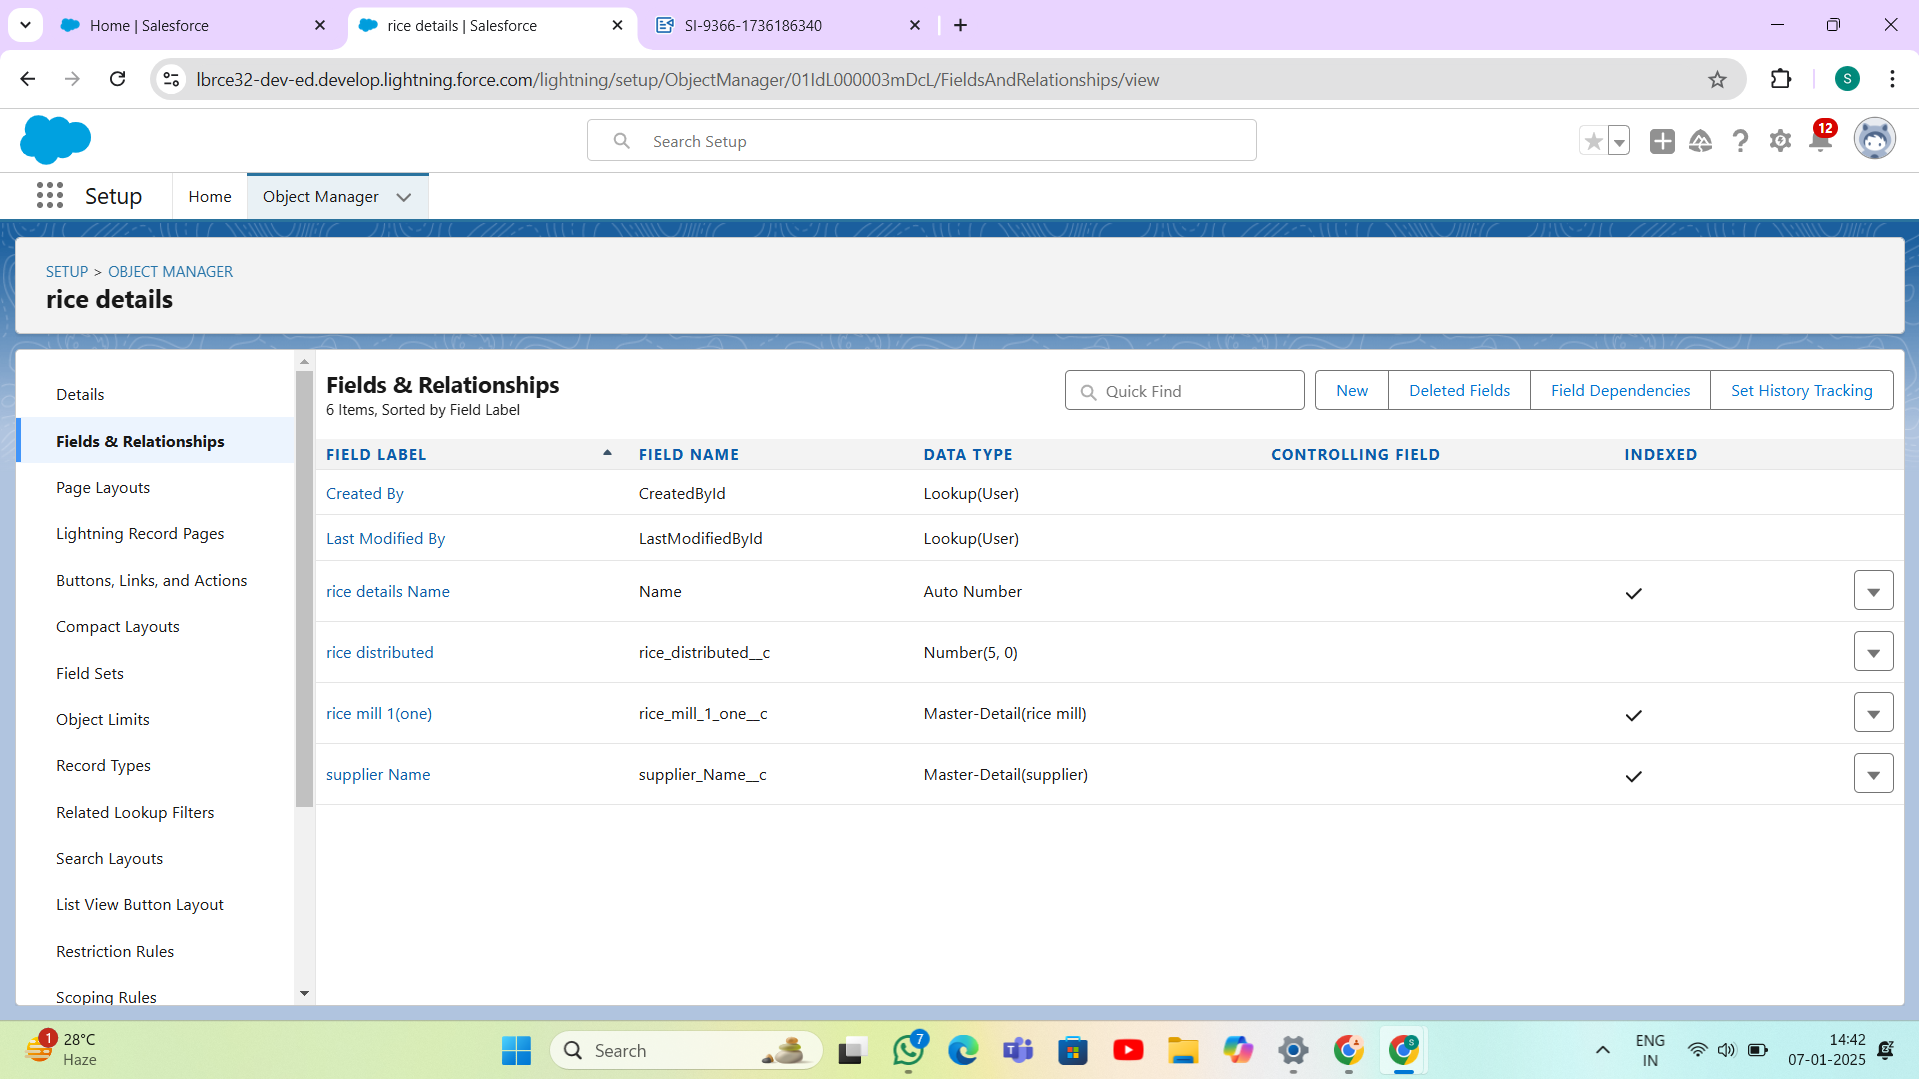 Home | Salesforce
rice details | Salesforce
SI-9366-1736186340
lbrce32-dev-ed.develop.lightning.force.com/lightning/setup/ObjectManager/01IdL000003mDcL/FieldsAndRelationships/view
S
Search Setup
12
Setup
Home
Object Manager
SETUP > OBJECT MANAGER
rice details
Details
Fields & Relationships
Page Layouts
Lightning Record Pages
Buttons, Links, and Actions
Compact Layouts
Field Sets
Object Limits
Record Types
Related Lookup Filters
Search Layouts
List View Button Layout
Restriction Rules
Scoping Rules
Fields & Relationships
6 Items, Sorted by Field Label
Quick Find
New
Deleted Fields
Field Dependencies
Set History Tracking
FIELD LABEL FIELD NAME DATA TYPE CONTROLLING FIELD INDEXED
Created By CreatedById Lookup(User)
Last Modified By LastModifiedById Lookup(User)
rice details Name Name Auto Number
rice distributed rice_distributed__c Number(5, 0)
rice mill 1(one) rice_mill_1_one__c Master-Detail(rice mill)
supplier Name supplier_Name__c Master-Detail(supplier)
1
28°C
Haze
Search
7
S
ENG
IN
14:42
07-01-2025